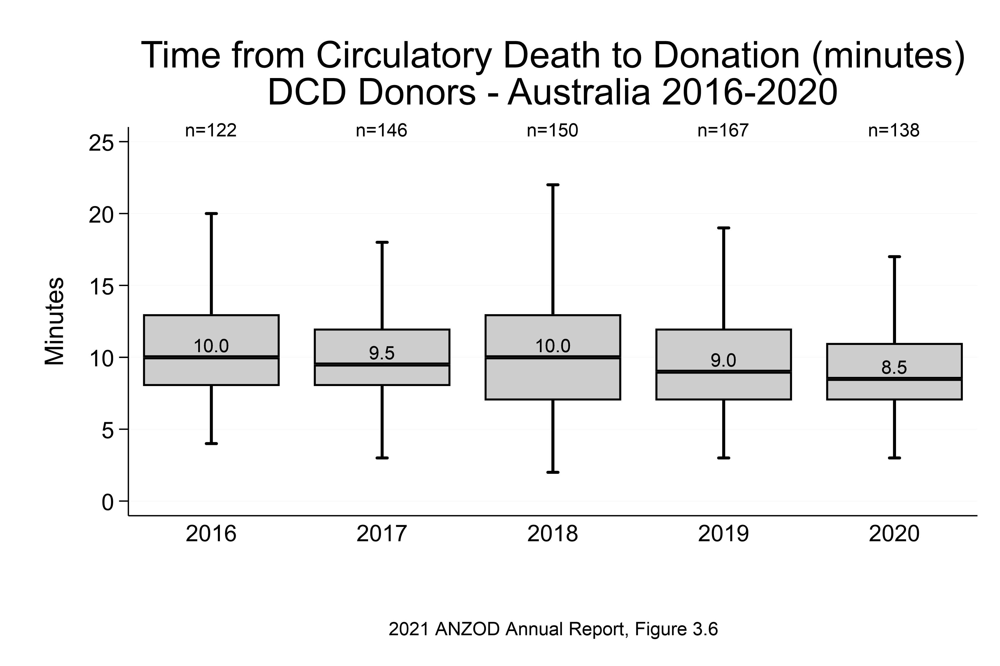 Time from Circulatory Death to Donation (minutes)
DCD Donors - Australia 2016-2020
n=122 n=146 n=150 n=167 n=138
25
20
15
10
5
0
Minutes
10.0 9.5 10.0 9.0 8.5
2016 2017 2018 2019 2020
2021 ANZOD Annual Report, Figure 3.6